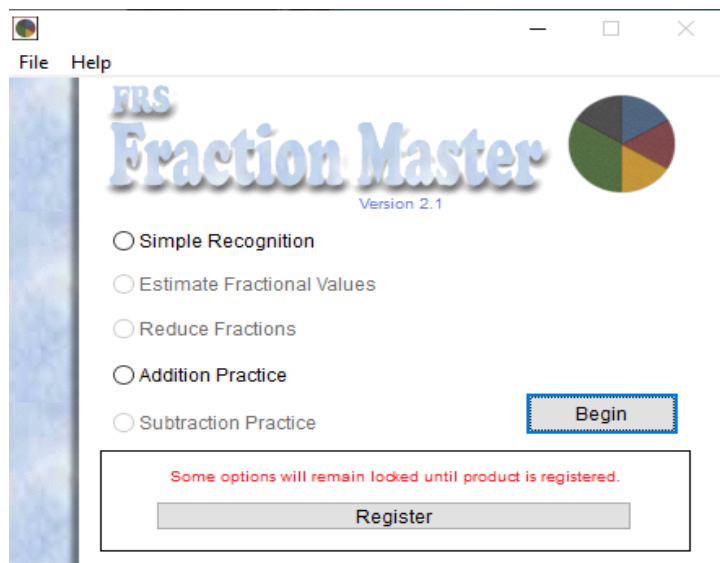 File Help
FRS
Fraction Master
Version 2.1
Simple Recognition
Estimate Fractional Values
Reduce Fractions
Addition Practice
Subtraction Practice
Begin
Some options will remain locked until product is registered.
Register